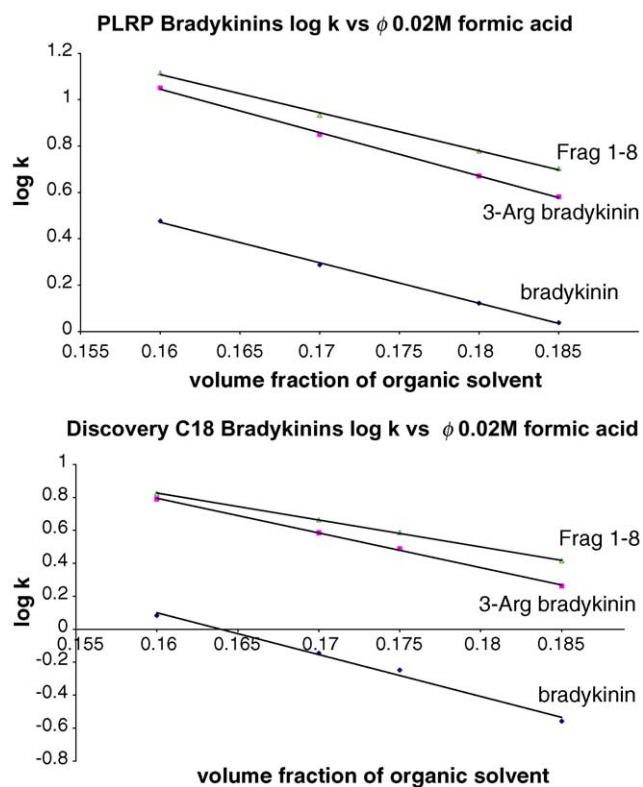 PLRP Bradykinins log k vs ϕ 0.02M formic acid
1.2
1
0.8
0.6
0.4
0.2
0
log k
Frag 1-8
3-Arg bradykinin
bradykinin
0.155 0.16 0.165 0.17 0.175 0.18 0.185
volume fraction of organic solvent
Discovery C18 Bradykinins log k vs ϕ 0.02M formic acid
1
0.8
0.6
0.4
0.2
0
-0.2
-0.4
-0.6
-0.8
log k
Frag 1-8
3-Arg bradykinin
0.155 0.16 0.165 0.17 0.175 0.18 0.185
bradykinin
volume fraction of organic solvent